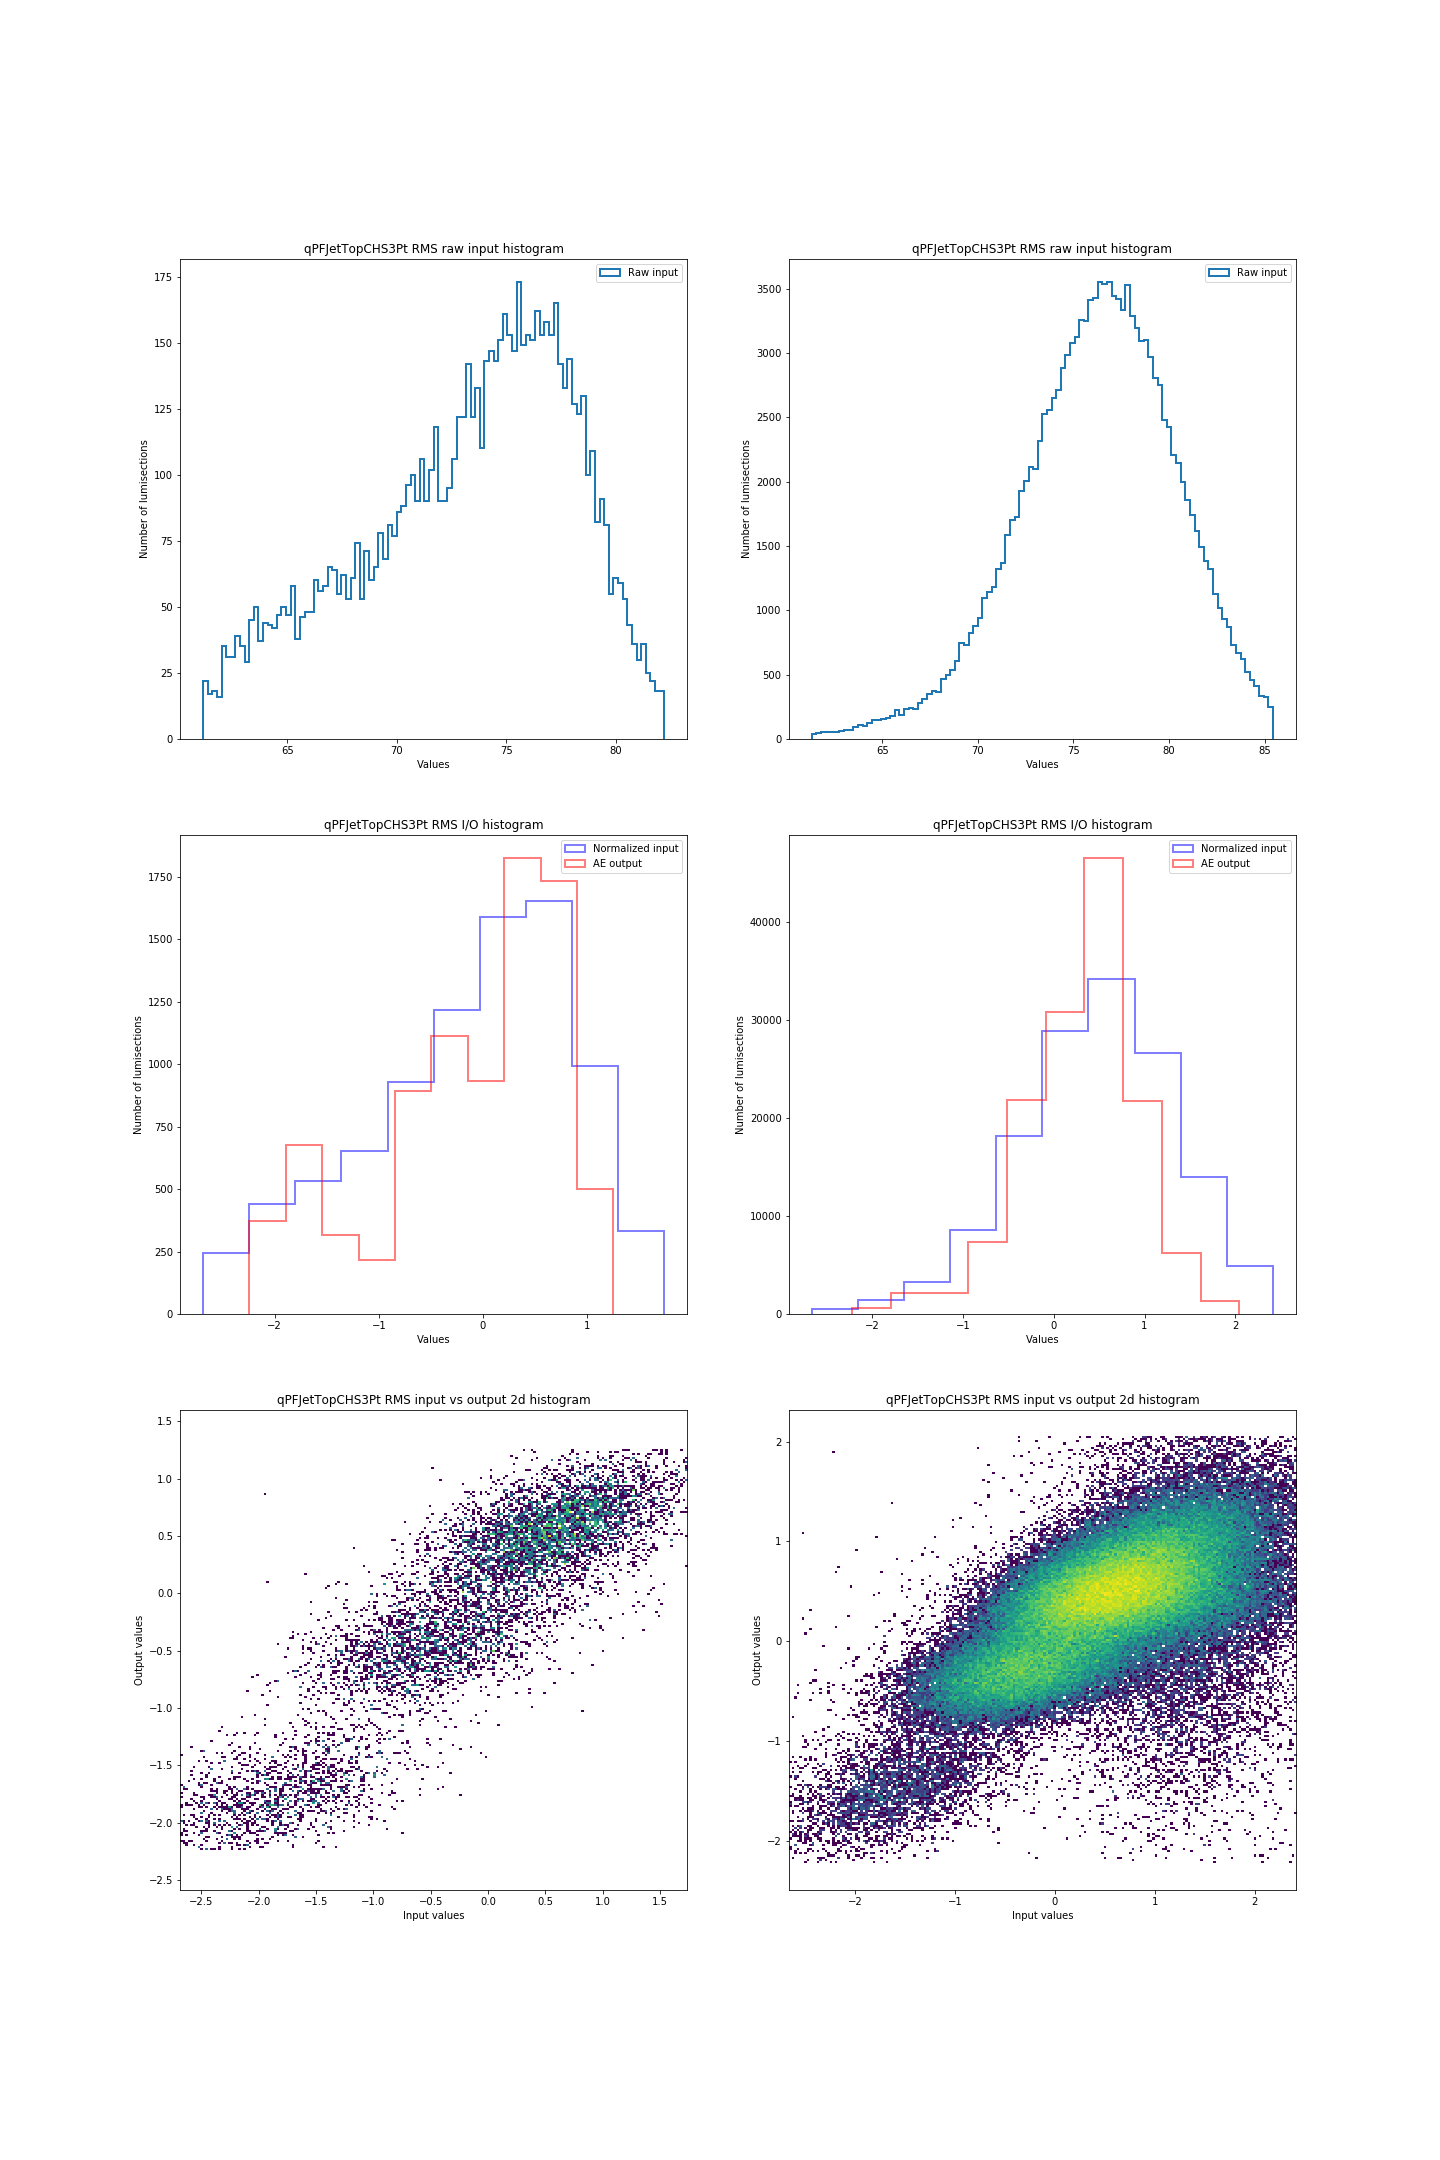 qPFJetTopCHS3Pt RMS raw input histogram
Raw input
175
150
125
100
75
50
25
0
Number of lumisections
65 70 75 80
Values
qPFJetTopCHS3Pt RMS raw input histogram
Raw input
3500
3000
2500
2000
1500
1000
500
0
Number of lumisections
65 70 75 80 85
Values
qPFJetTopCHS3Pt RMS I/O histogram
Normalized input
AE output
1750
1500
1250
1000
750
500
250
0
Number of lumisections
−2 −1 0 1
Values
qPFJetTopCHS3Pt RMS I/O histogram
Normalized input
AE output
40000
30000
20000
10000
0
Number of lumisections
−2 −1 0 1 2
Values
qPFJetTopCHS3Pt RMS input vs output 2d histogram
1.5
1.0
0.5
0.0
−0.5
−1.0
−1.5
−2.0
−2.5
Output values
−2.5 −2.0 −1.5 −1.0 −0.5 0.0 0.5 1.0 1.5
Input values
qPFJetTopCHS3Pt RMS input vs output 2d histogram
2
1
0
−1
−2
Output values
−2 −1 0 1 2
Input values